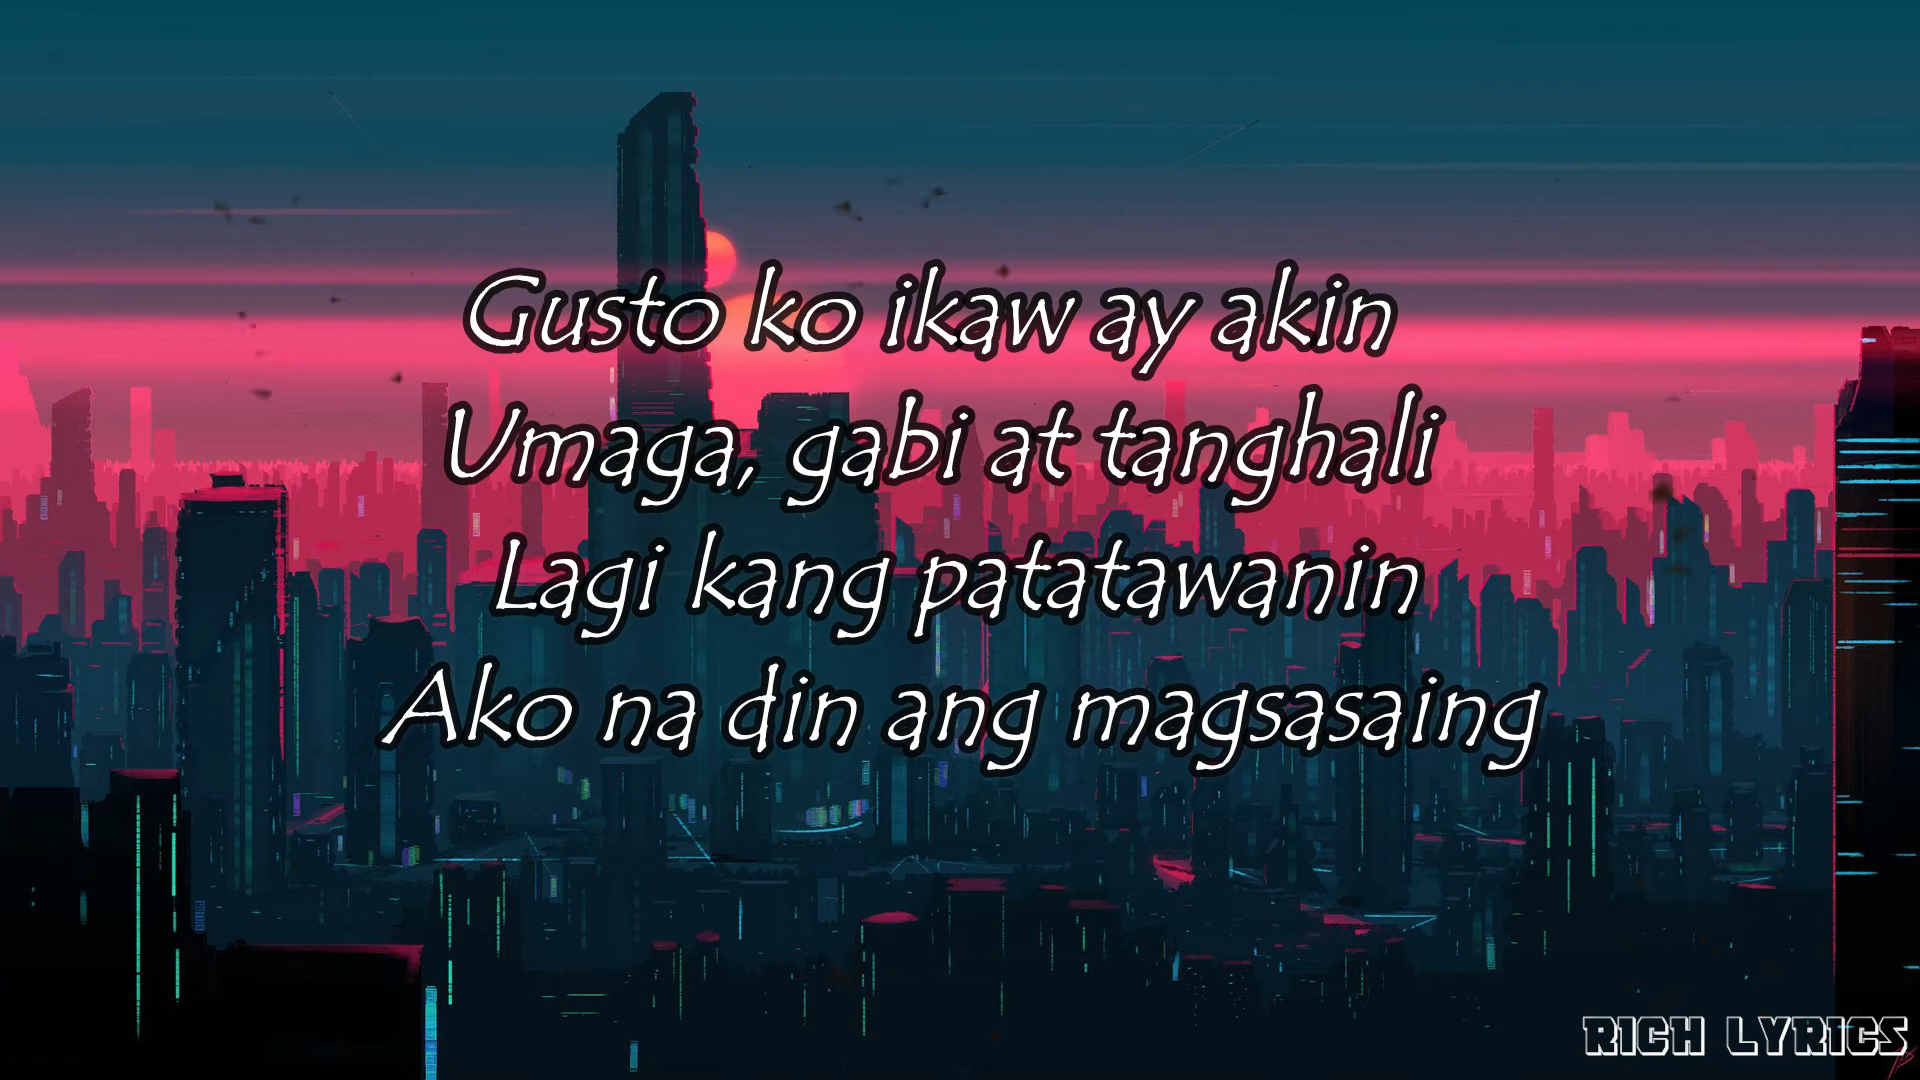 Gusto ko ikaw ay akin
Umaga, gabi at tanghali
Lagi kang patatawanin
Ako na din ang magsasaing
RICH LYRICS